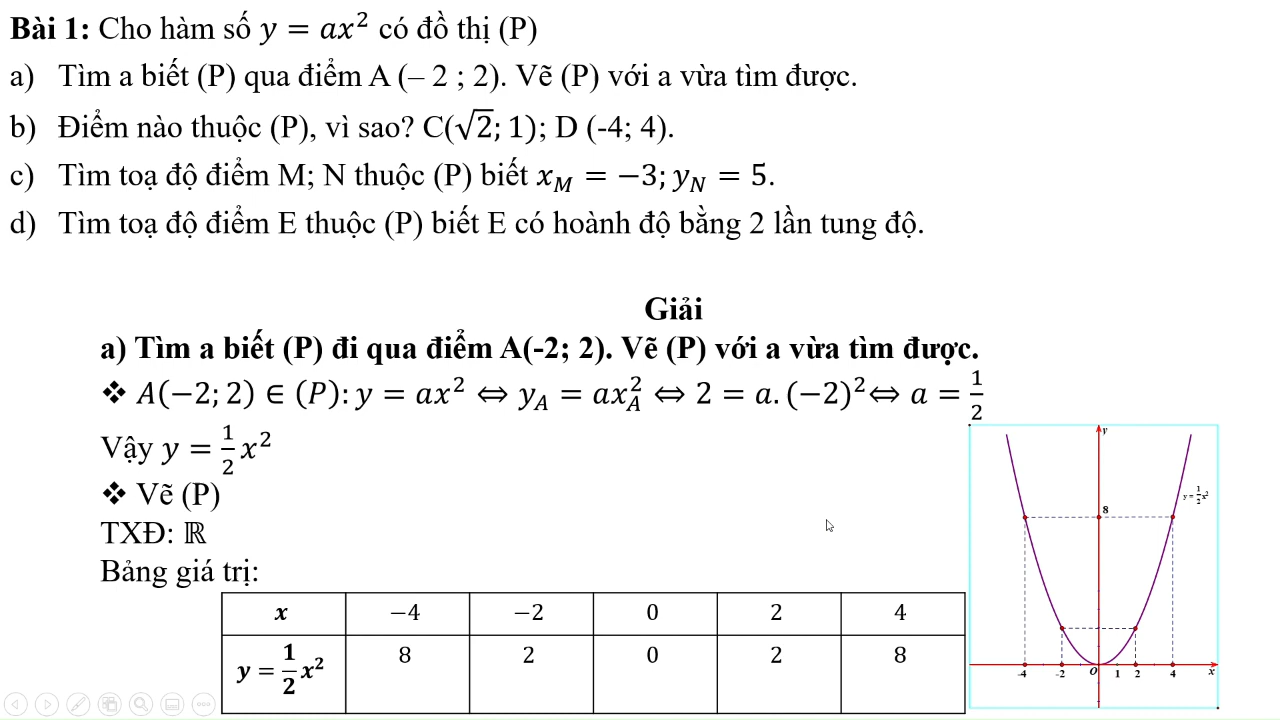 Bài 1: Cho hàm số y = ax² có đồ thị (P)
a) Tìm a biết (P) qua điểm A (– 2 ; 2). Vẽ (P) với a vừa tìm được.
b) Điểm nào thuộc (P), vì sao? C(√2; 1); D (-4; 4).
c) Tìm toạ độ điểm M; N thuộc (P) biết x_M = −3; y_N = 5.
d) Tìm toạ độ điểm E thuộc (P) biết E có hoành độ bằng 2 lần tung độ.
Giải
a) Tìm a biết (P) đi qua điểm A(-2; 2). Vẽ (P) với a vừa tìm được.
❖ A(−2; 2) ∈ (P): y = ax² ⇔ y_A = ax_A² ⇔ 2 = a. (−2)² ⇔ a = 1/2
Vậy y = 1/2 x²
❖ Vẽ (P)
TXĐ: ℝ
Bảng giá trị:
x −4 −2 0 2 4
y = 1/2 x² 8 2 0 2 8
y
y = 1/2 x²
8
-4 -2 O 1 2 4 x